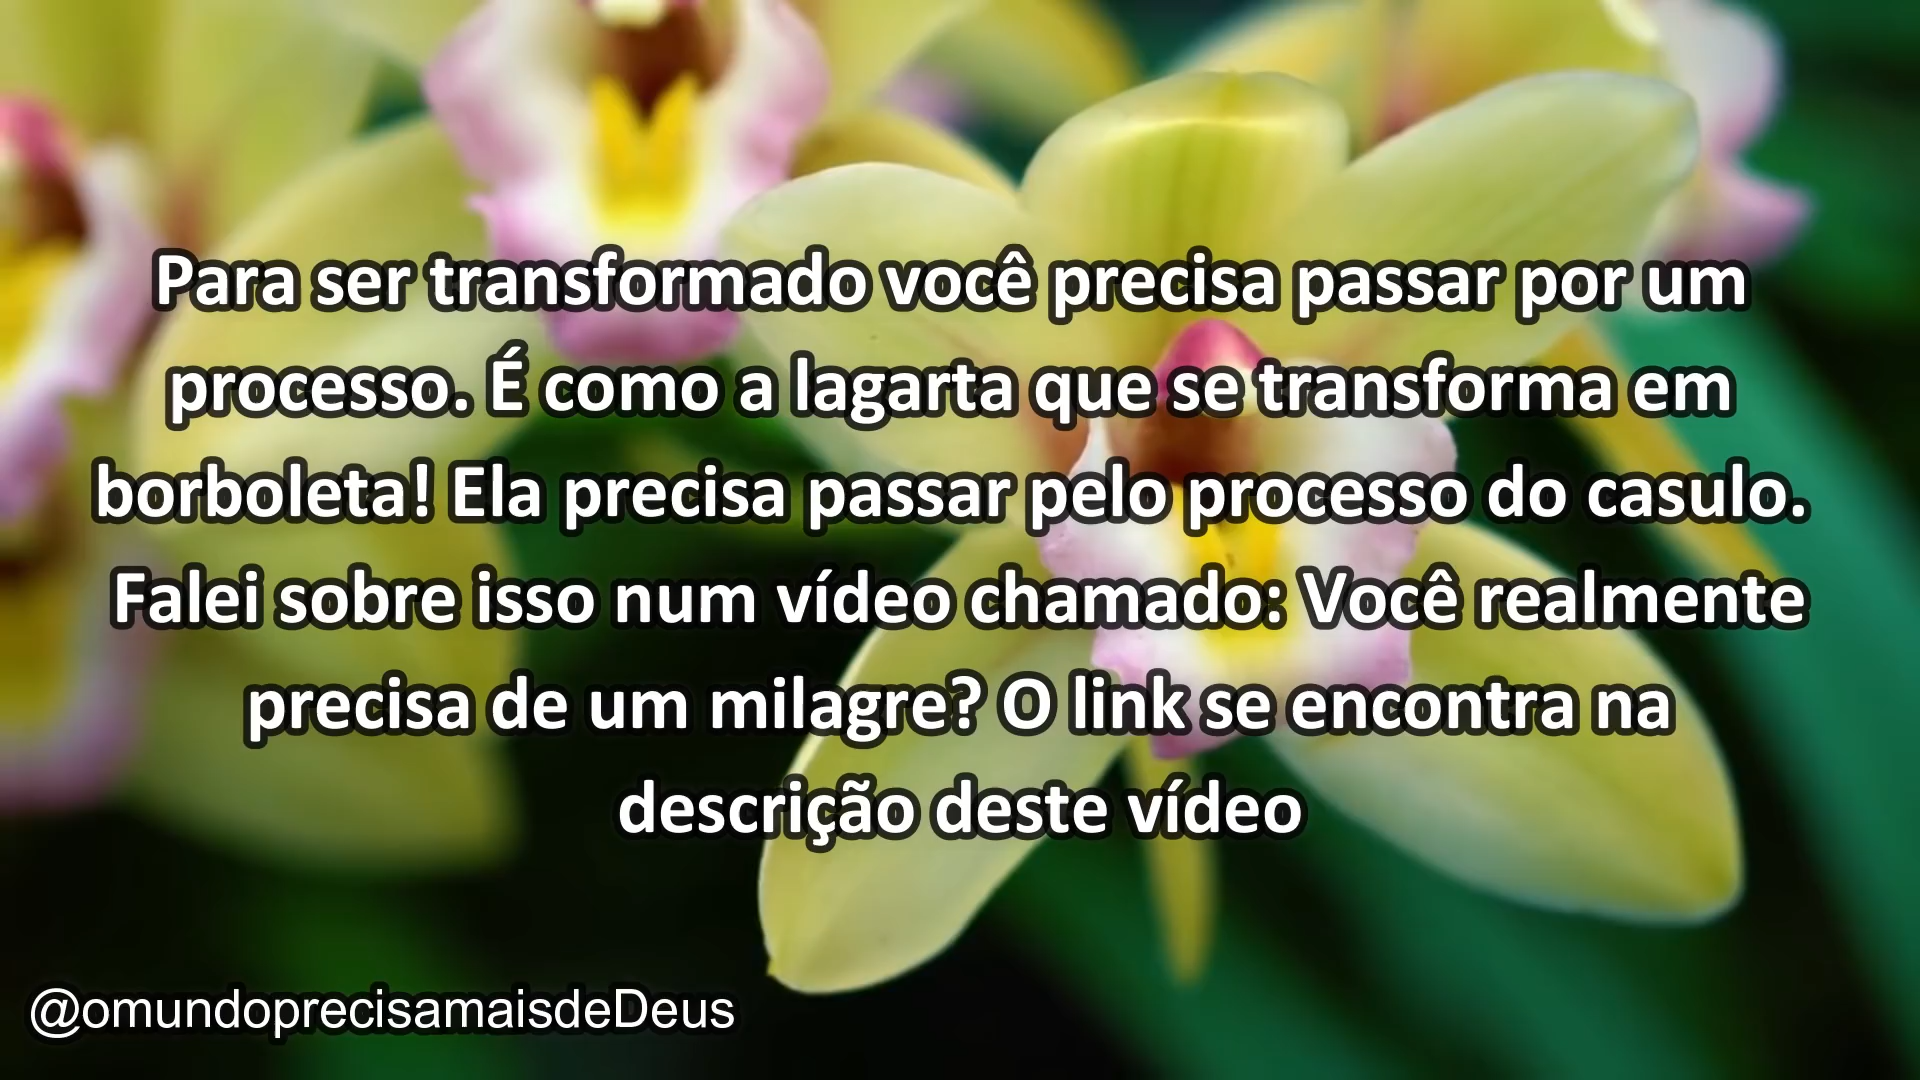 Para ser transformado você precisa passar por um
processo. É como a lagarta que se transforma em
borboleta! Ela precisa passar pelo processo do casulo.
Falei sobre isso num vídeo chamado: Você realmente
precisa de um milagre? O link se encontra na
descrição deste vídeo
@omundoprecisamaisdeDeus